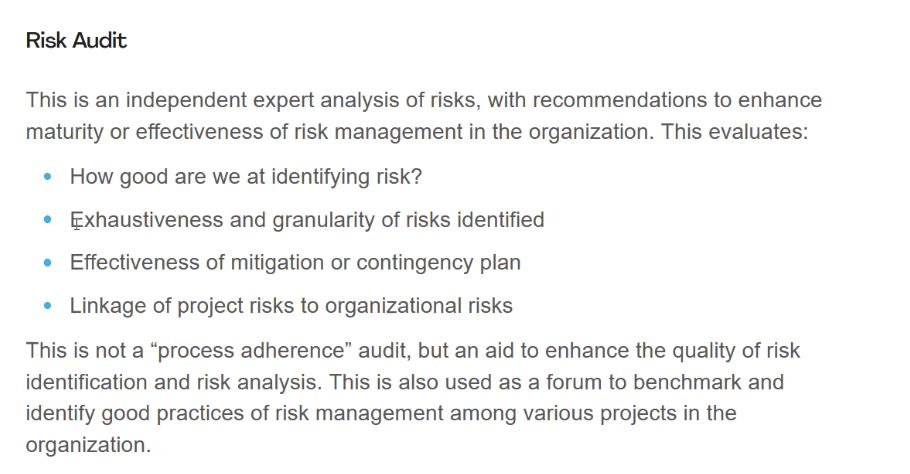 Risk Audit
This is an independent expert analysis of risks, with recommendations to enhance
maturity or effectiveness of risk management in the organization. This evaluates:
• How good are we at identifying risk?
• Exhaustiveness and granularity of risks identified
• Effectiveness of mitigation or contingency plan
• Linkage of project risks to organizational risks
This is not a “process adherence” audit, but an aid to enhance the quality of risk
identification and risk analysis. This is also used as a forum to benchmark and
identify good practices of risk management among various projects in the
organization.